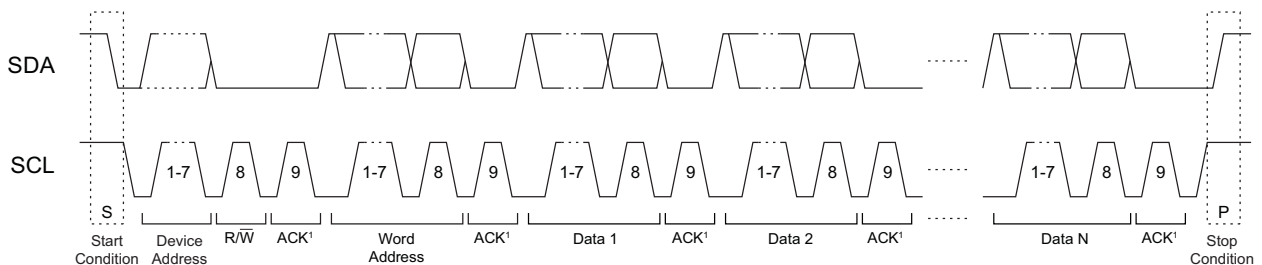 SDA
SCL
1-7 8 9 1-7 8 9 1-7 8 9 1-7 8 9 1-7 8 9
S P
Start Condition
Device Address
R/W̅
ACK¹
Word Address
ACK¹
Data 1
ACK¹
Data 2
ACK¹
Data N
ACK¹
Stop Condition